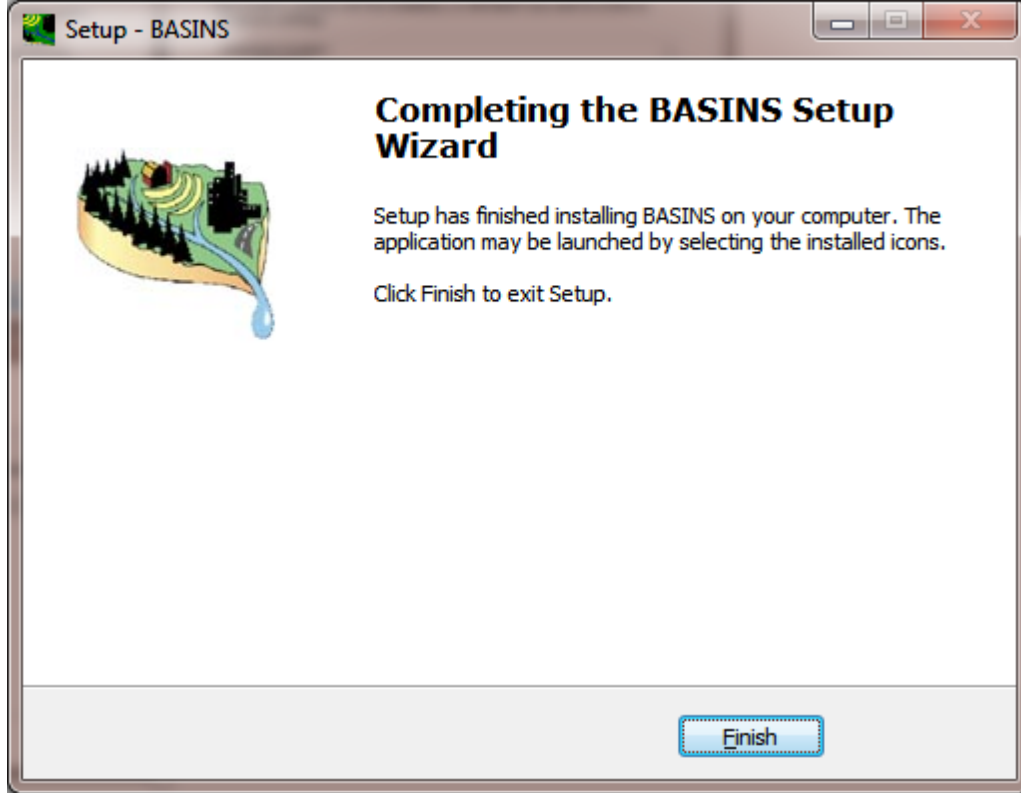 Setup - BASINS
Completing the BASINS Setup
Wizard
Setup has finished installing BASINS on your computer. The
application may be launched by selecting the installed icons.
Click Finish to exit Setup.
Finish